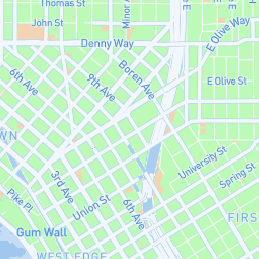 Thomas St
John St
Minor A
Denny Way
E Olive Way
Boren Ave
6th Ave
9th Ave
E Olive St
WN
University St
Spring St
3rd Ave
Pike Pl
Union St
6th Ave
FIRS
Gum Wall
WEST EDGE